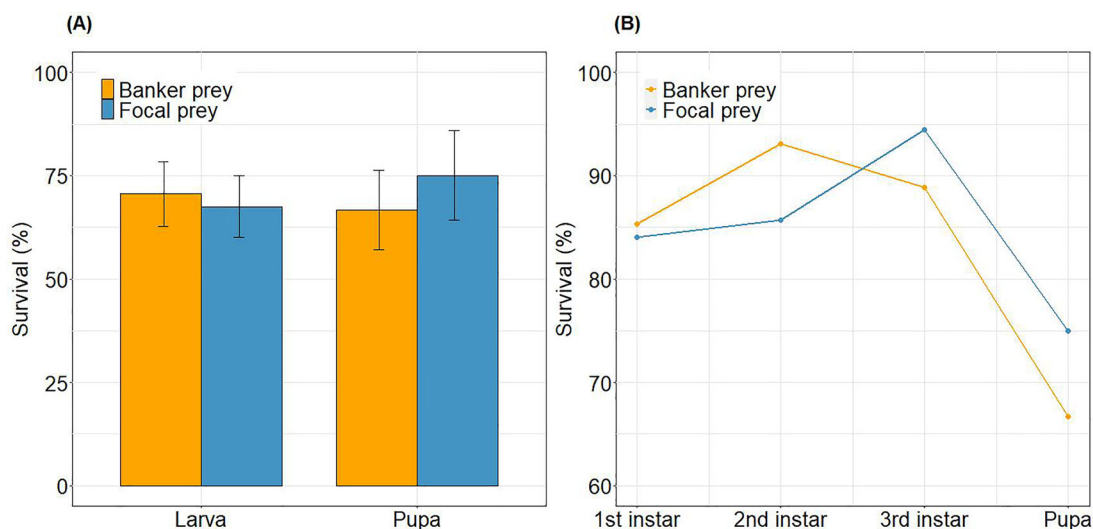 (A)
Survival (%)
100
75
50
25
0
Banker prey
Focal prey
Larva Pupa
(B)
Survival (%)
100
90
80
70
60
Banker prey
Focal prey
1st instar 2nd instar 3rd instar Pupa